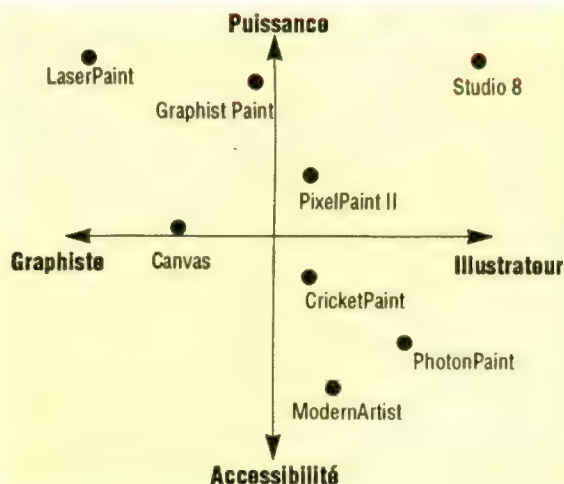 Puissance
LaserPaint
Studio 8
Graphist Paint
PixelPaint II
Graphiste
Canvas
Illustrateur
CricketPaint
PhotonPaint
ModernArtist
Accessibilité